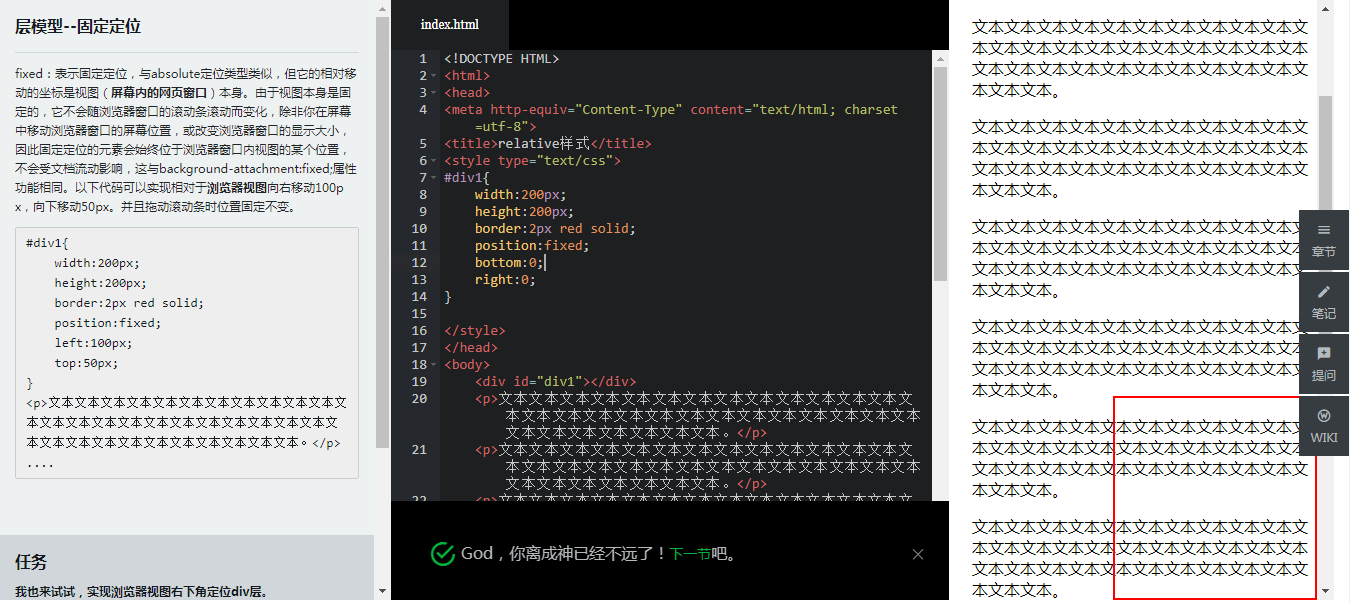 层模型--固定定位
fixed：表示固定定位，与absolute定位类型类似，但它的相对移
动的坐标是视图（屏幕内的网页窗口）本身。由于视图本身是固
定的，它不会随浏览器窗口的滚动条滚动而变化，除非你在屏幕
中移动浏览器窗口的屏幕位置，或改变浏览器窗口的显示大小，
因此固定定位的元素会始终位于浏览器窗口内视图的某个位置，
不会受文档流动影响，这与background-attachment:fixed;属性
功能相同。以下代码可以实现相对于浏览器视图向右移动100p
x，向下移动50px。并且拖动滚动条时位置固定不变。
#div1{
width:200px;
height:200px;
border:2px red solid;
position:fixed;
left:100px;
top:50px;
}
<p>文本文本文本文本文本文本文本文本文本文本文本文
本文本文本文本文本文本文本文本文本文本文本文本文
本文本文本文本文本文本文本文本文本文本文本。</p>
....
任务
我也来试试，实现浏览器视图右下角定位div层。
index.html
1 <!DOCTYPE HTML>
2 <html>
3 <head>
4 <meta http-equiv="Content-Type" content="text/html; charset
=utf-8">
5 <title>relative样式</title>
6 <style type="text/css">
7 #div1{
8 width:200px;
9 height:200px;
10 border:2px red solid;
11 position:fixed;
12 bottom:0;
13 right:0;
14 }
15
16 </style>
17 </head>
18 <body>
19 <div id="div1"></div>
20 <p>文本文本文本文本文本文本文本文本文本文本文本文本文本文
本文本文本文本文本文本文本文本文本文本文本文本文本文本
文本文本文本文本文本文本文本。</p>
21 <p>文本文本文本文本文本文本文本文本文本文本文本文本文本文
本文本文本文本文本文本文本文本文本文本文本文本文本文本
文本文本文本文本文本文本文本。</p>
22 <p>文本文本文本文本文本文本文本文本文本文本文本文本文本文
God，你离成神已经不远了！下一节吧。
文本文本文本文本文本文本文本文本文本文本文
本文本文本文本文本文本文本文本文本文本文本
文本文本文本文本文本文本文本文本文本文本文
本文本文本。
文本文本文本文本文本文本文本文本文本文本文
本文本文本文本文本文本文本文本文本文本文本
文本文本文本文本文本文本文本文本文本文本文
本文本文本。
文本文本文本文本文本文本文本文本文本文本文
本文本文本文本文本文本文本文本文本文本文本
文本文本文本文本文本文本文本文本文本文本文
本文本文本。
文本文本文本文本文本文本文本文本文本文本文
本文本文本文本文本文本文本文本文本文本文本
文本文本文本文本文本文本文本文本文本文本文
本文本文本。
文本文本文本文本文本文本文本文本文本文本文
本文本文本文本文本文本文本文本文本文本文本
文本文本文本文本文本文本文本文本文本文本文
本文本文本。
文本文本文本文本文本文本文本文本文本文本文
本文本文本文本文本文本文本文本文本文本文本
文本文本文本文本文本文本文本文本文本文本文
本文本文本。
章节
笔记
提问
WIKI